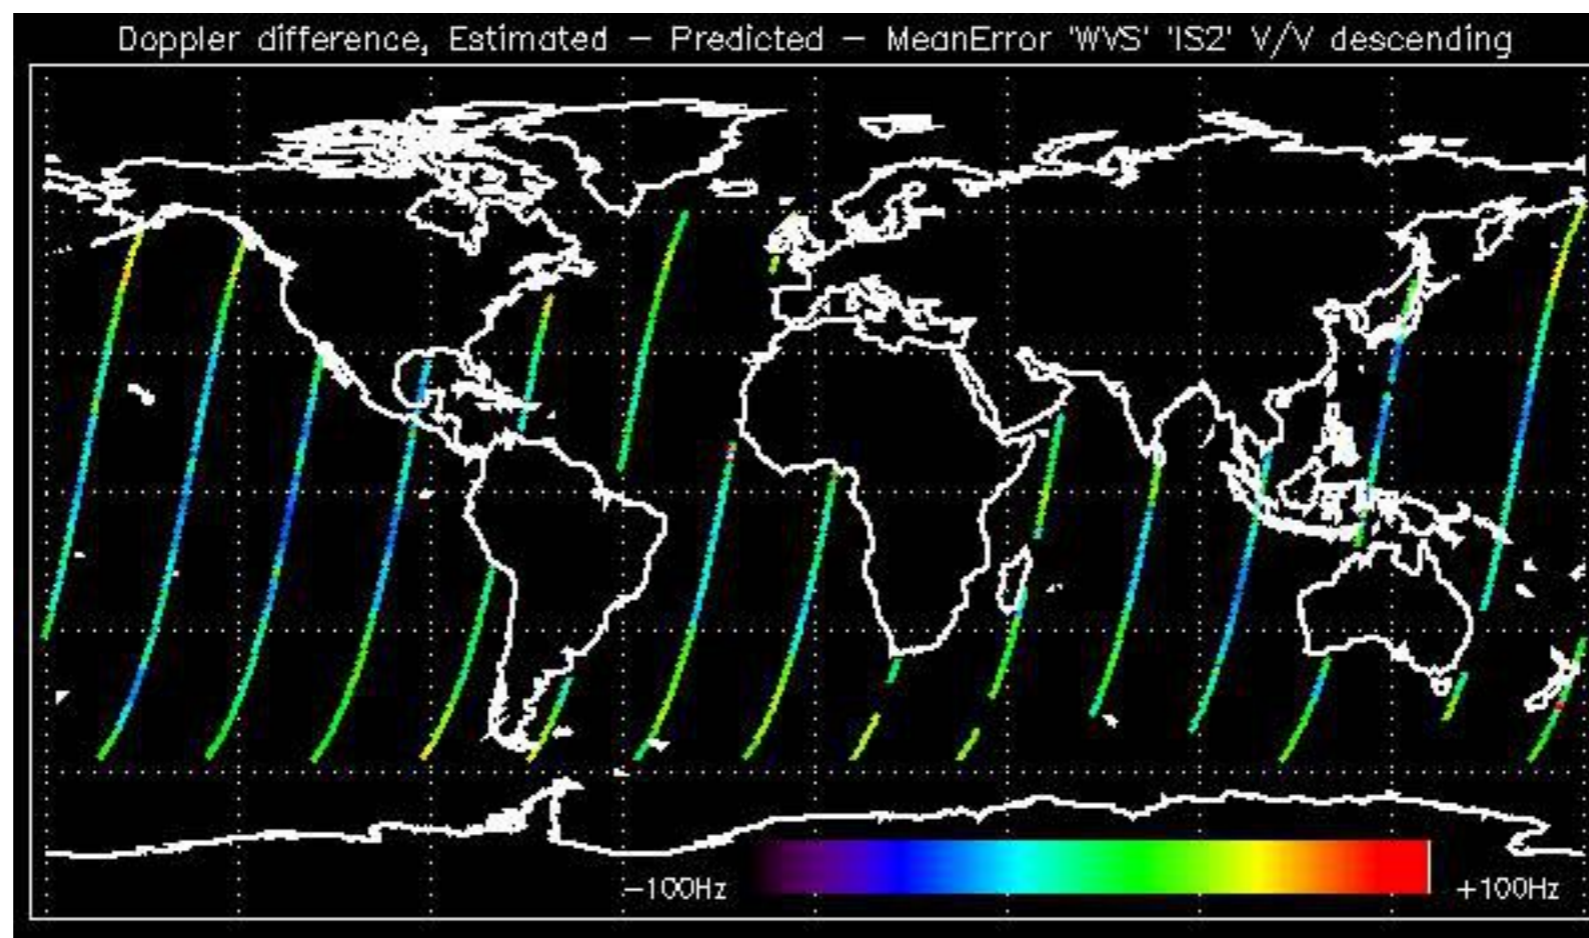 Doppler difference, Estimated – Predicted – MeanError 'WVS' 'IS2' V/V descending
–100Hz +100Hz